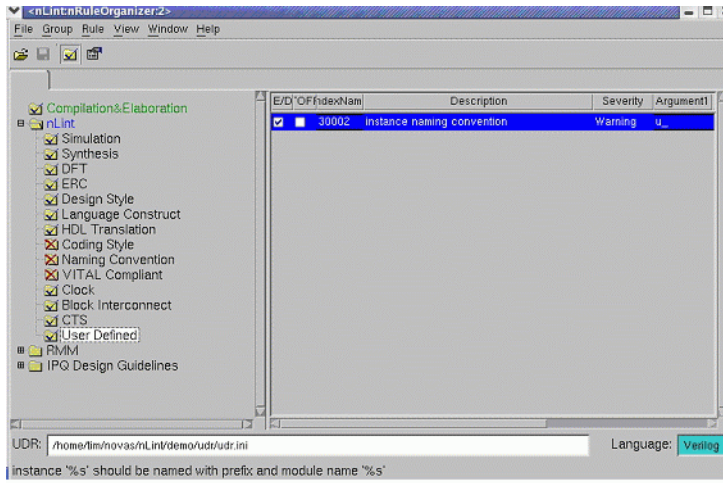 <nLint:nRuleOrganizer:2>
File Group Rule View Window Help
Compilation&Elaboration
nLint
Simulation
Synthesis
DFT
ERC
Design Style
Language Construct
HDL Translation
Coding Style
Naming Convention
VITAL Compliant
Clock
Block Interconnect
CTS
User Defined
RMM
IPQ Design Guidelines
E/D "OFF ndexNam Description Severity Argument1
30002 instance naming convention Warning u_
UDR: /home/tim/novas/nLint/demo/udr/udr.ini Language: Verilog
instance '%s' should be named with prefix and module name '%s'